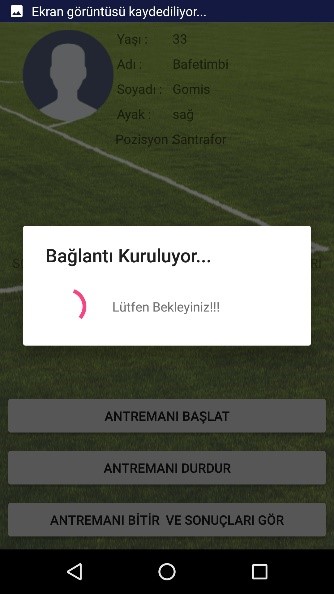 Ekran görüntüsü kaydediliyor...
Yaşı : 33
Adı : Bafetimbi
Soyadı : Gomis
Ayak : sağ
Pozisyon Santrafor
Bağlantı Kuruluyor...
Lütfen Bekleyiniz!!!
ANTREMANI BAŞLAT
ANTREMANI DURDUR
ANTREMANI BİTİR VE SONUÇLARI GÖR